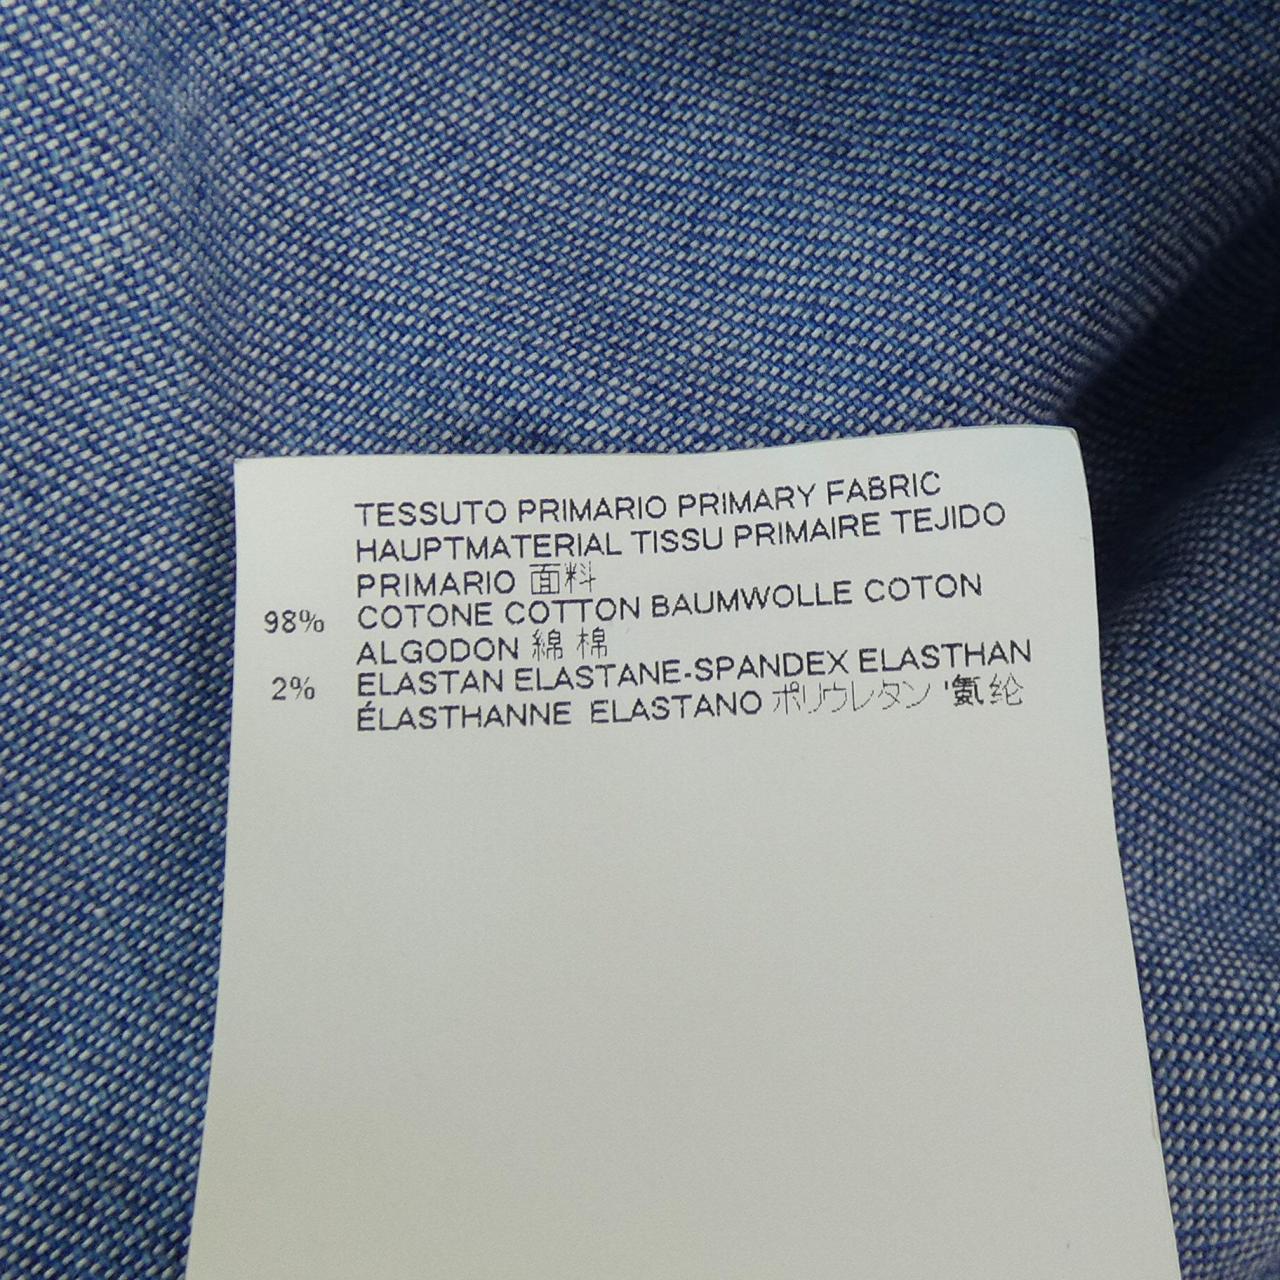 TESSUTO PRIMARIO PRIMARY FABRIC
HAUPTMATERIAL TISSU PRIMAIRE TEJIDO
PRIMARIO 面料
98% COTONE COTTON BAUMWOLLE COTON
ALGODON 綿 棉
2% ELASTAN ELASTANE-SPANDEX ELASTHAN
ÉLASTHANNE ELASTANO ポリウレタン '氨纶